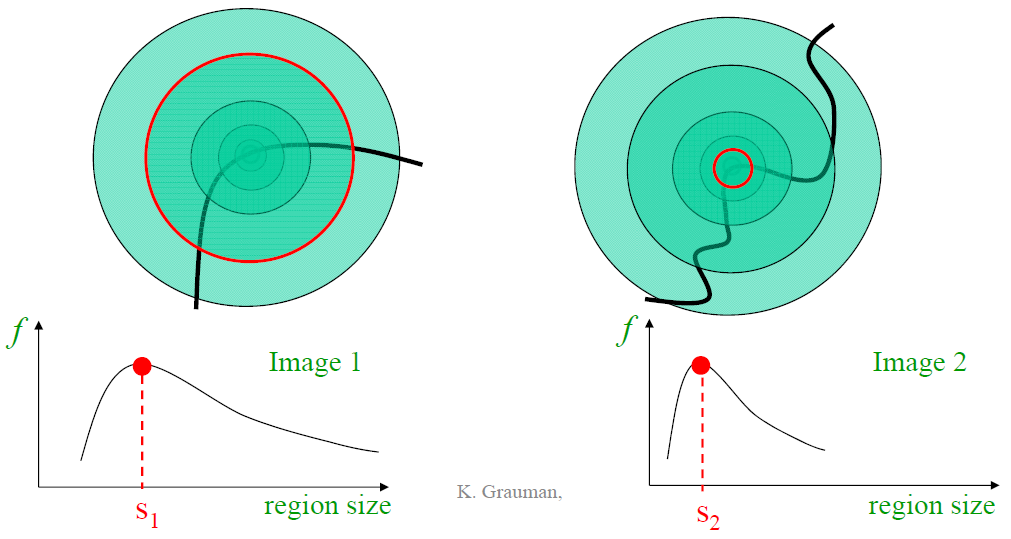 f
Image 1
s1
region size
K. Grauman,
f
Image 2
s2
region size